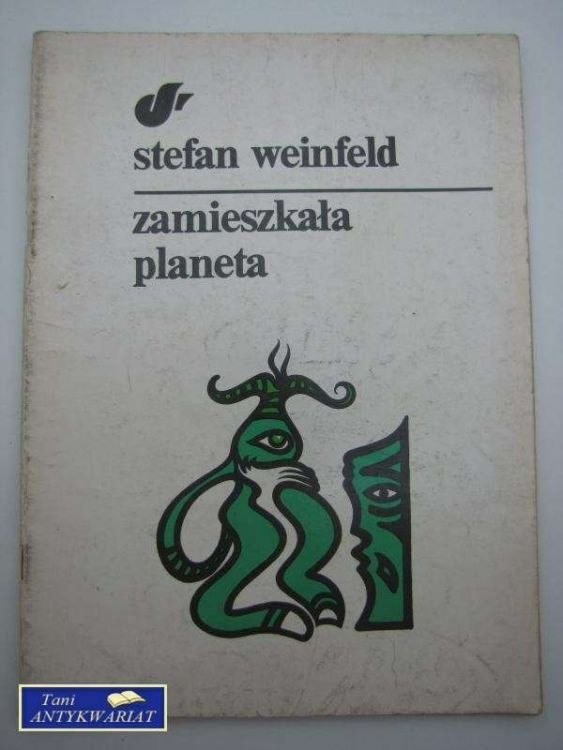 stefan weinfeld
zamieszkała
planeta
Tani
ANTYKWARIAT